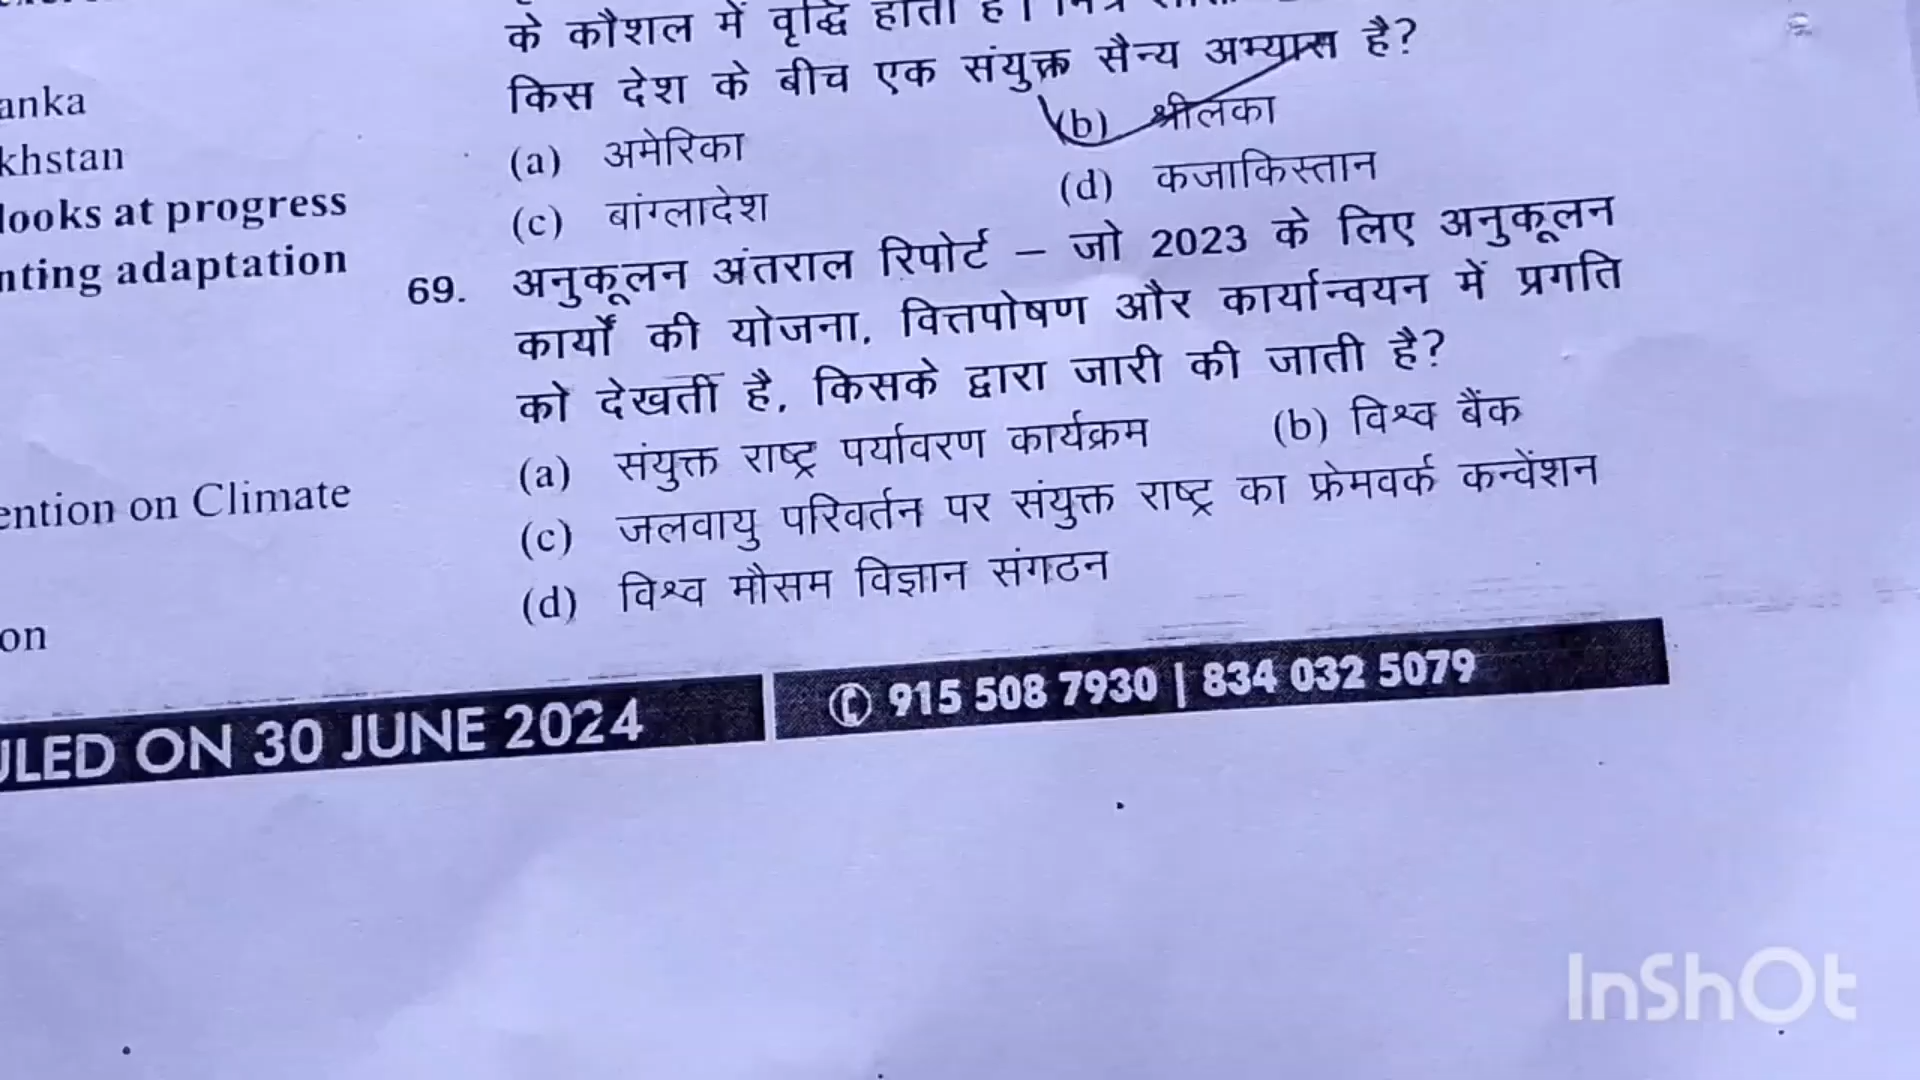 के कौशल में वृद्धि होती है।
किस देश के बीच एक संयुक्त सैन्य अभ्यास है?
(a) अमेरिका (b) श्रीलंका
(c) बांग्लादेश (d) कजाकिस्तान
69. अनुकूलन अंतराल रिपोर्ट – जो 2023 के लिए अनुकूलन
कार्यों की योजना, वित्तपोषण और कार्यान्वयन में प्रगति
को देखती है, किसके द्वारा जारी की जाती है?
(a) संयुक्त राष्ट्र पर्यावरण कार्यक्रम (b) विश्व बैंक
(c) जलवायु परिवर्तन पर संयुक्त राष्ट्र का फ्रेमवर्क कन्वेंशन
(d) विश्व मौसम विज्ञान संगठन
anka
khstan
looks at progress
nting adaptation
ention on Climate
on
ULED ON 30 JUNE 2024
915 508 7930 | 834 032 5079
InShOt